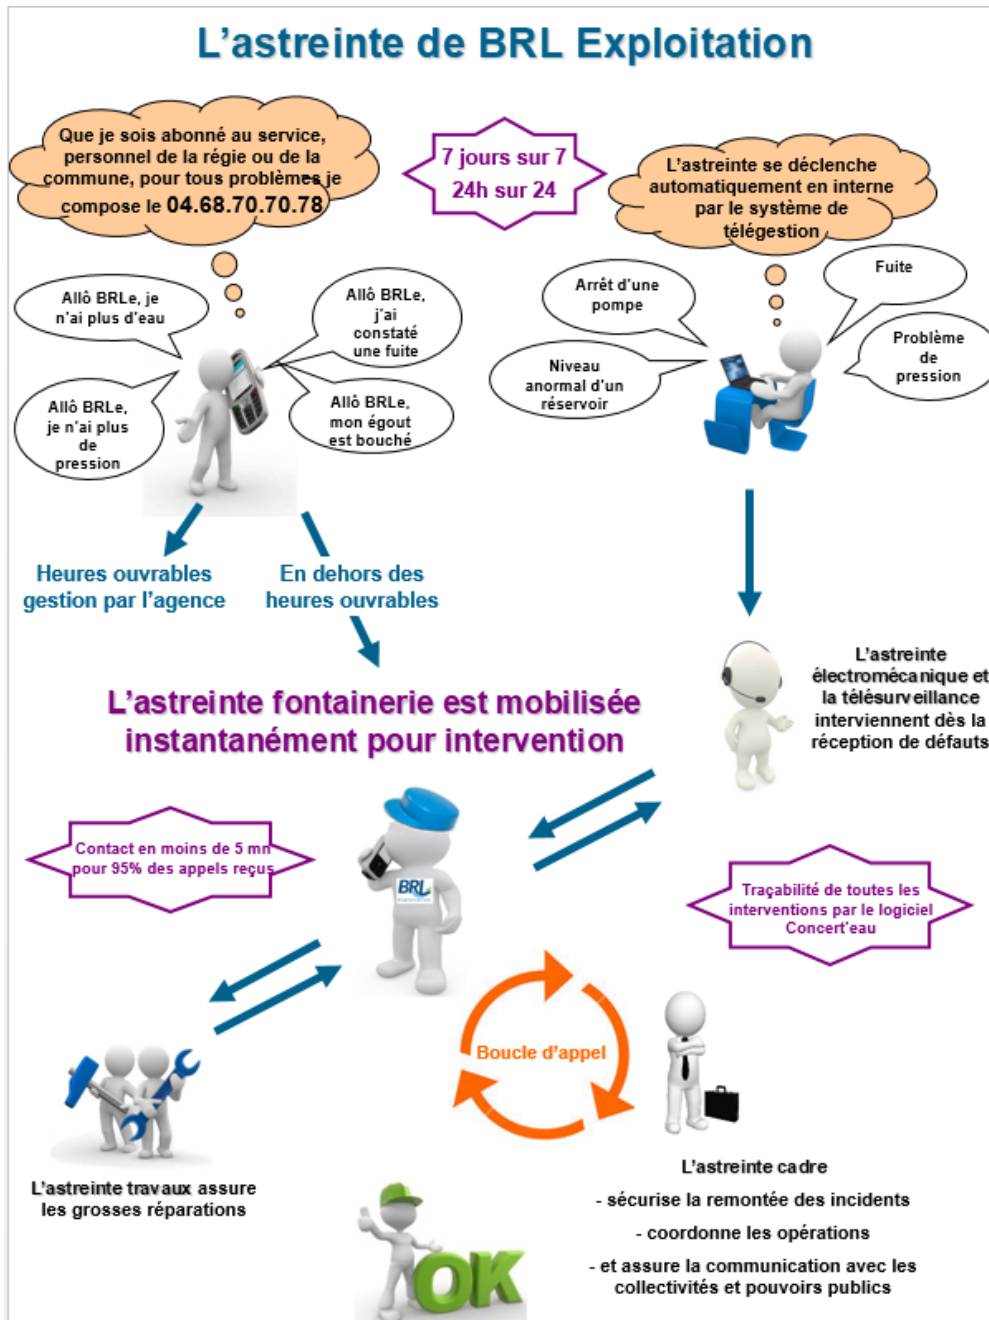 L'astreinte de BRL Exploitation
Que je sois abonné au service,
personnel de la régie ou de la
commune, pour tous problèmes je
compose le 04.68.70.70.78
7 jours sur 7
24h sur 24
L'astreinte se déclenche
automatiquement en interne
par le système de
télégestion
Allô BRLe, je
n'ai plus d'eau
Allô BRLe,
j'ai
constaté
une fuite
Allô BRLe,
je n'ai plus
de
pression
Allô BRLe,
mon égout
est bouché
Arrêt d'une
pompe
Fuite
Niveau
anormal d'un
réservoir
Problème
de
pression
Heures ouvrables
gestion par l'agence
En dehors des
heures ouvrables
L'astreinte
électromécanique et
la télésurveillance
interviennent dès la
réception de défauts
L'astreinte fontainerie est mobilisée
instantanément pour intervention
Contact en moins de 5 mn
pour 95% des appels reçus
BRL
Traçabilité de toutes les
interventions par le logiciel
Concert'eau
Boucle d'appel
L'astreinte travaux assure
les grosses réparations
OK
L'astreinte cadre
- sécurise la remontée des incidents
- coordonne les opérations
- et assure la communication avec les
collectivités et pouvoirs publics